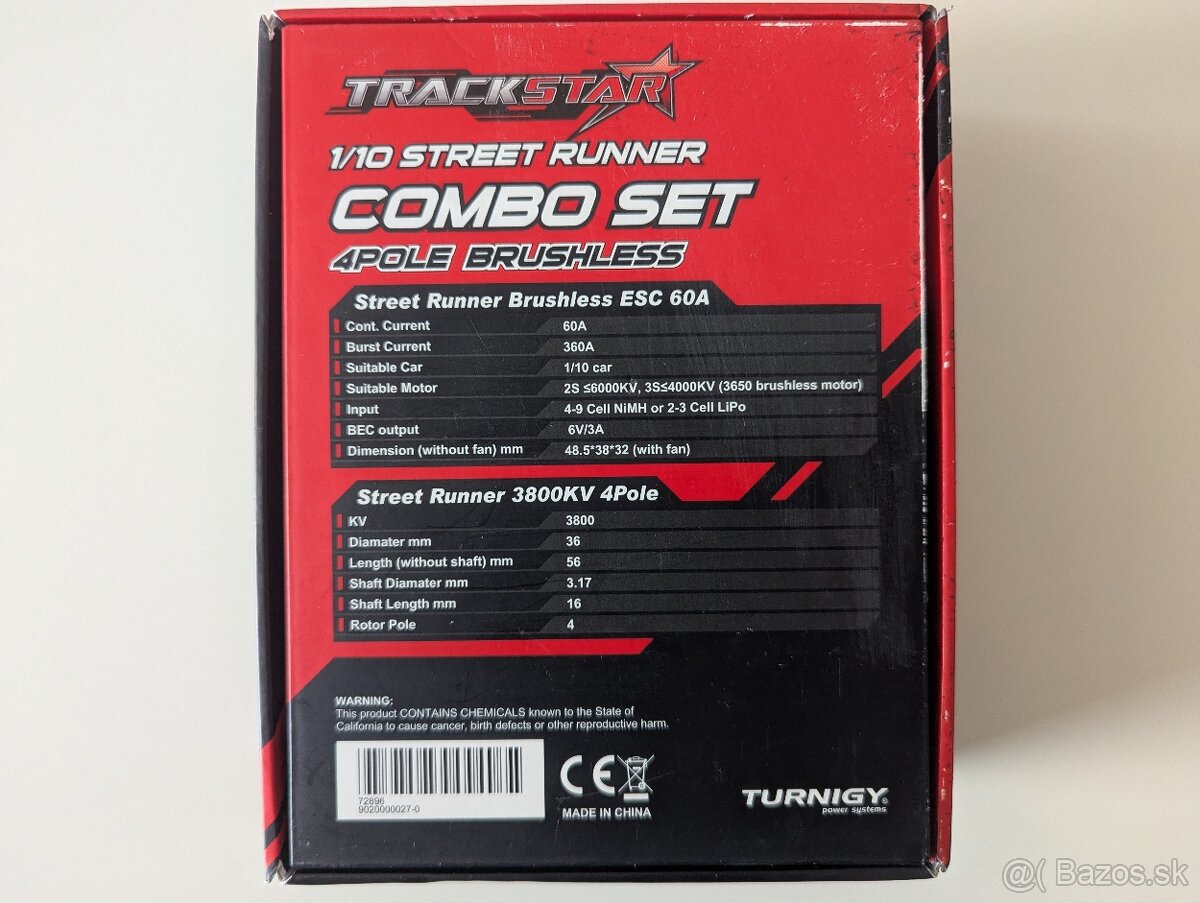 TRACKSTAR
1/10 STREET RUNNER
COMBO SET
4POLE BRUSHLESS
Street Runner Brushless ESC 60A
Cont. Current 60A
Burst Current 360A
Suitable Car 1/10 car
Suitable Motor 2S ≤6000KV, 3S≤4000KV (3650 brushless motor)
Input 4-9 Cell NiMH or 2-3 Cell LiPo
BEC output 6V/3A
Dimension (without fan) mm 48.5*38*32 (with fan)
Street Runner 3800KV 4Pole
KV 3800
Diamater mm 36
Length (without shaft) mm 56
Shaft Diamater mm 3.17
Shaft Length mm 16
Rotor Pole 4
WARNING:
This product CONTAINS CHEMICALS known to the State of
California to cause cancer, birth defects or other reproductive harm.
72896
9020000027-0
CE
MADE IN CHINA
TURNIGY®
power systems
@( Bazos.sk